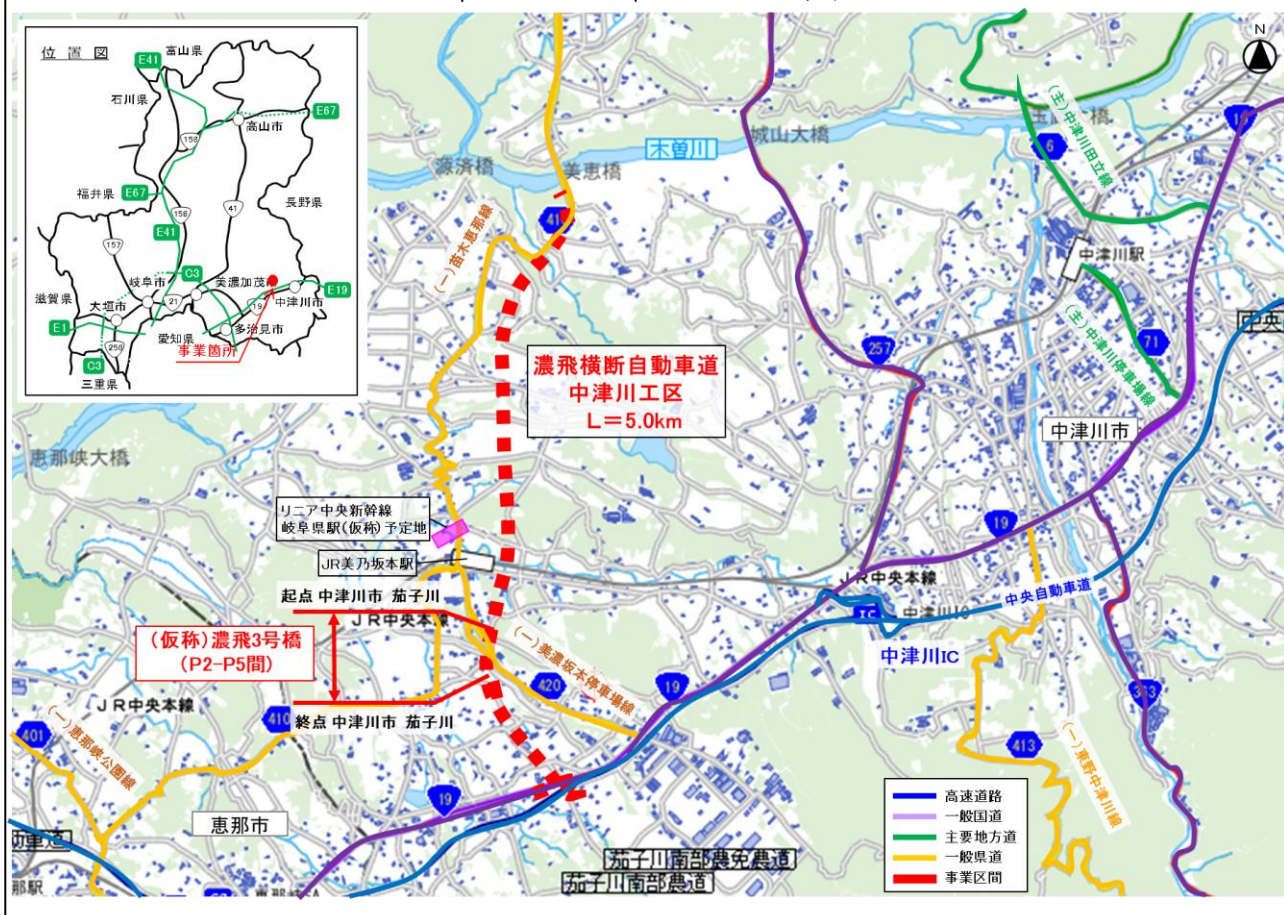 位置図
富山県
石川県
E41
E67
158
高山市
福井県
E67
156
41
長野県
E41
157
岐阜市
C3
美濃加茂市
滋賀県
大垣市
21
19
中津川市
E19
E1
愛知県
多治見市
258
事業箇所
C3
三重県
N
木曽川
城山大橋
源済橋
美恵橋
(一)苗木恵那線
41
6
(主)中津川田立線
19
中津川駅
(主)中津川停車場線
71
257
中津川市
濃飛横断自動車道
中津川工区
L=5.0km
恵那峡大橋
リニア中央新幹線
岐阜県駅(仮称)予定地
JR美乃坂本駅
起点 中津川市 茄子川
JR中央本線
(仮称)濃飛3号橋
(P2-P5間)
終点 中津川市 茄子川
(一)美濃坂本停車場線
420
19
JR中央本線
19
中央自動車道
IC
中津川IC
中津川IC
363
413
(一)東野中津川線
JR中央本線
410
401
(一)恵那峡公園線
19
恵那市
那駅
茄子川南部農免農道
茄子川南部農道
高速道路
一般国道
主要地方道
一般県道
事業区間